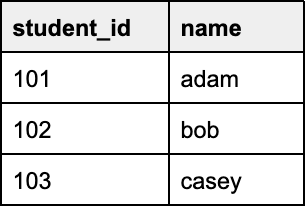 student_id name
101 adam
102 bob
103 casey